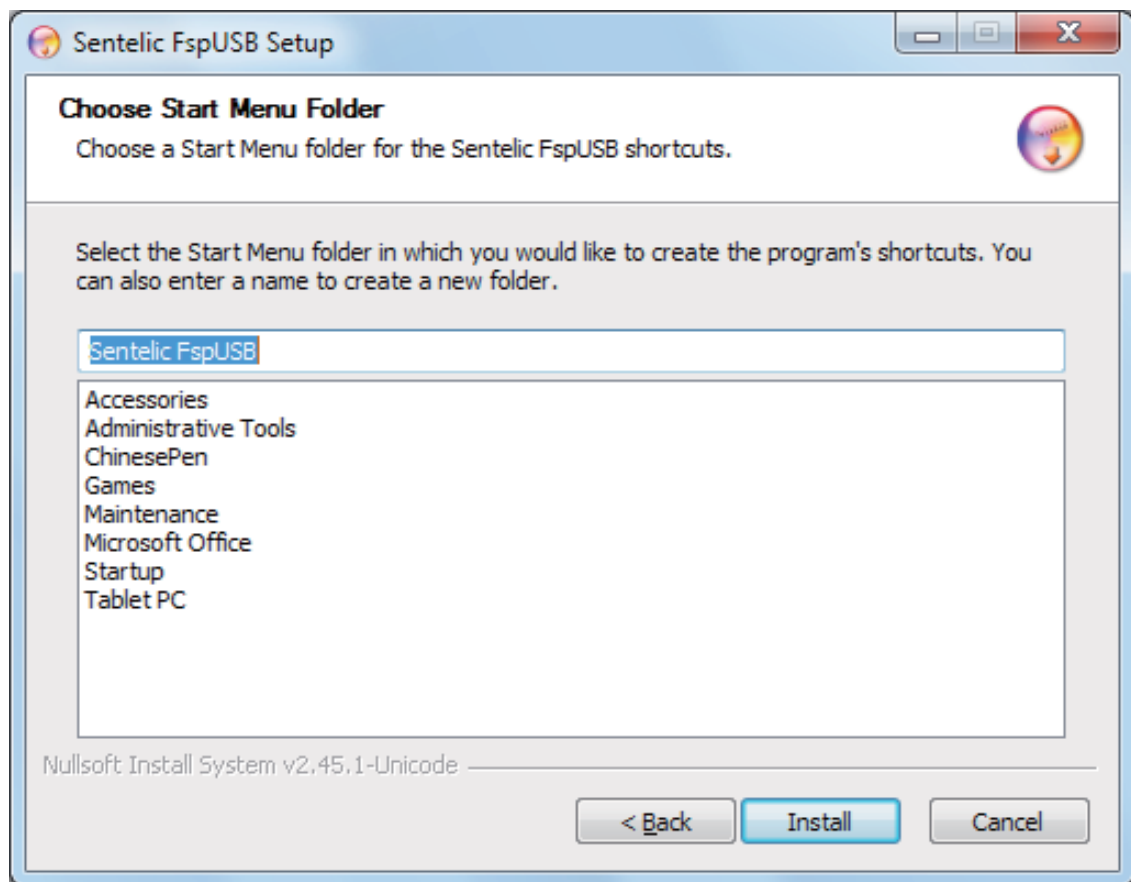 Sentelic FspUSB Setup
Choose Start Menu Folder
Choose a Start Menu folder for the Sentelic FspUSB shortcuts.
Select the Start Menu folder in which you would like to create the program's shortcuts. You
can also enter a name to create a new folder.
Sentelic FspUSB
Accessories
Administrative Tools
ChinesePen
Games
Maintenance
Microsoft Office
Startup
Tablet PC
Nullsoft Install System v2.45.1-Unicode
< Back Install Cancel